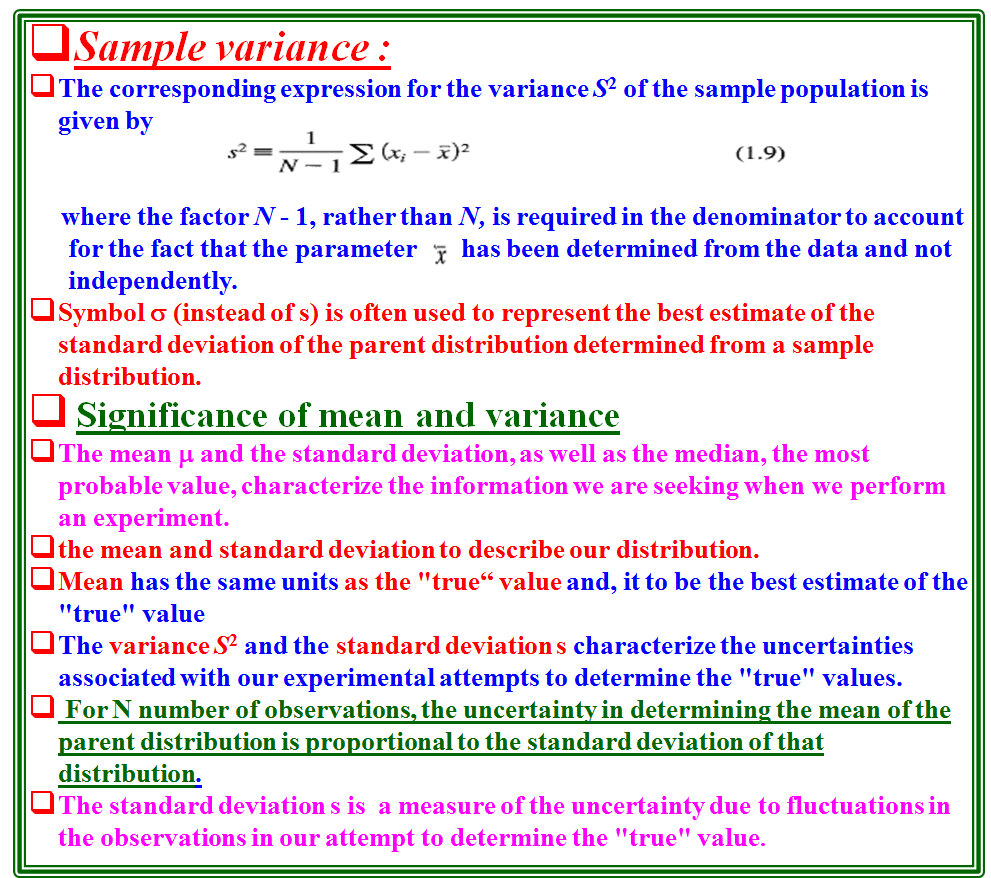 ❑Sample variance :
❑The corresponding expression for the variance S² of the sample population is
given by
s² ≡ 1/(N − 1) ∑ (xᵢ − x̄)² (1.9)
where the factor N - 1, rather than N, is required in the denominator to account
for the fact that the parameter x̄ has been determined from the data and not
independently.
❑Symbol σ (instead of s) is often used to represent the best estimate of the
standard deviation of the parent distribution determined from a sample
distribution.
❑ Significance of mean and variance
❑The mean μ and the standard deviation, as well as the median, the most
probable value, characterize the information we are seeking when we perform
an experiment.
❑the mean and standard deviation to describe our distribution.
❑Mean has the same units as the "true“ value and, it to be the best estimate of the
"true" value
❑The variance S² and the standard deviation s characterize the uncertainties
associated with our experimental attempts to determine the "true" values.
❑ For N number of observations, the uncertainty in determining the mean of the
parent distribution is proportional to the standard deviation of that
distribution.
❑The standard deviation s is a measure of the uncertainty due to fluctuations in
the observations in our attempt to determine the "true" value.